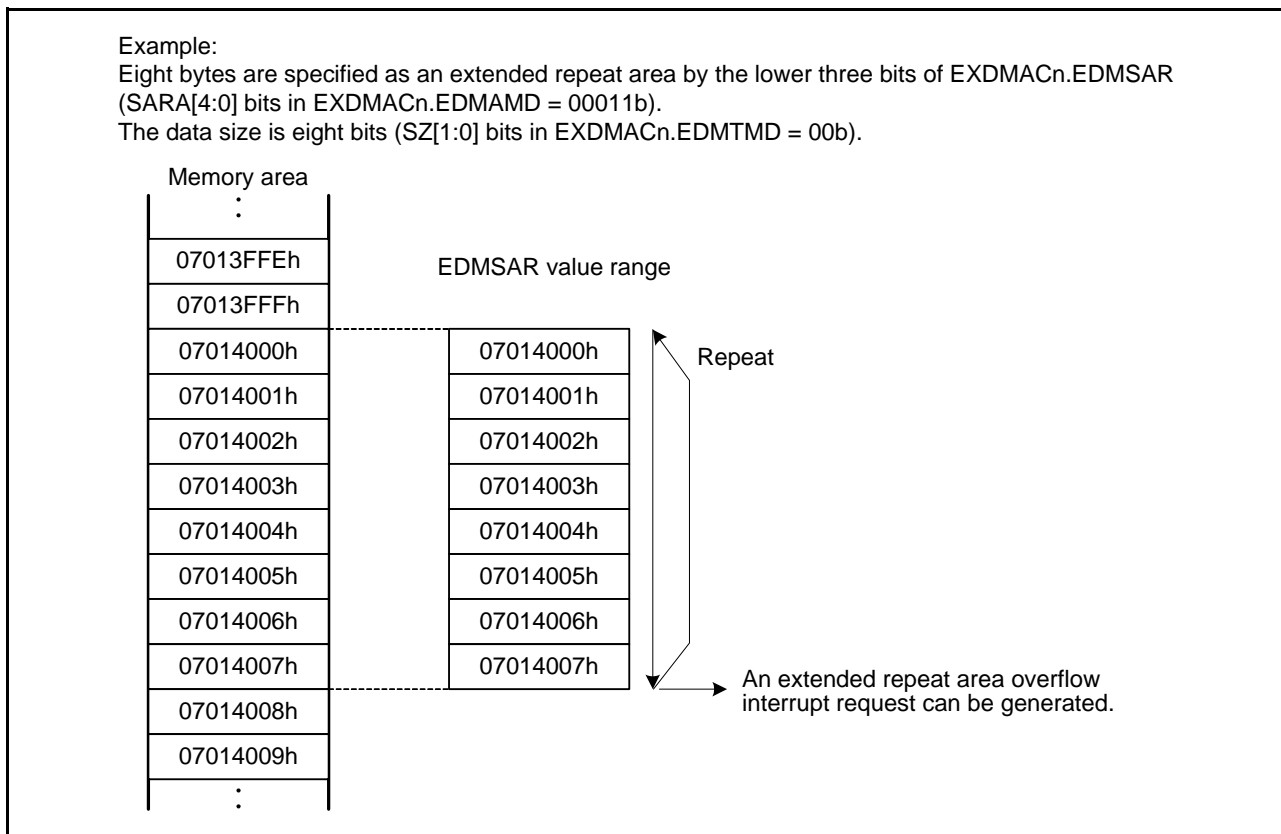 Example:
Eight bytes are specified as an extended repeat area by the lower three bits of EXDMACn.EDMSAR
(SARA[4:0] bits in EXDMACn.EDMAMD = 00011b).
The data size is eight bits (SZ[1:0] bits in EXDMACn.EDMTMD = 00b).
Memory area
:
07013FFEh
EDMSAR value range
07013FFFh
07014000h 07014000h
Repeat
07014001h 07014001h
07014002h 07014002h
07014003h 07014003h
07014004h 07014004h
07014005h 07014005h
07014006h 07014006h
07014007h 07014007h
An extended repeat area overflow
interrupt request can be generated.
07014008h
07014009h
: